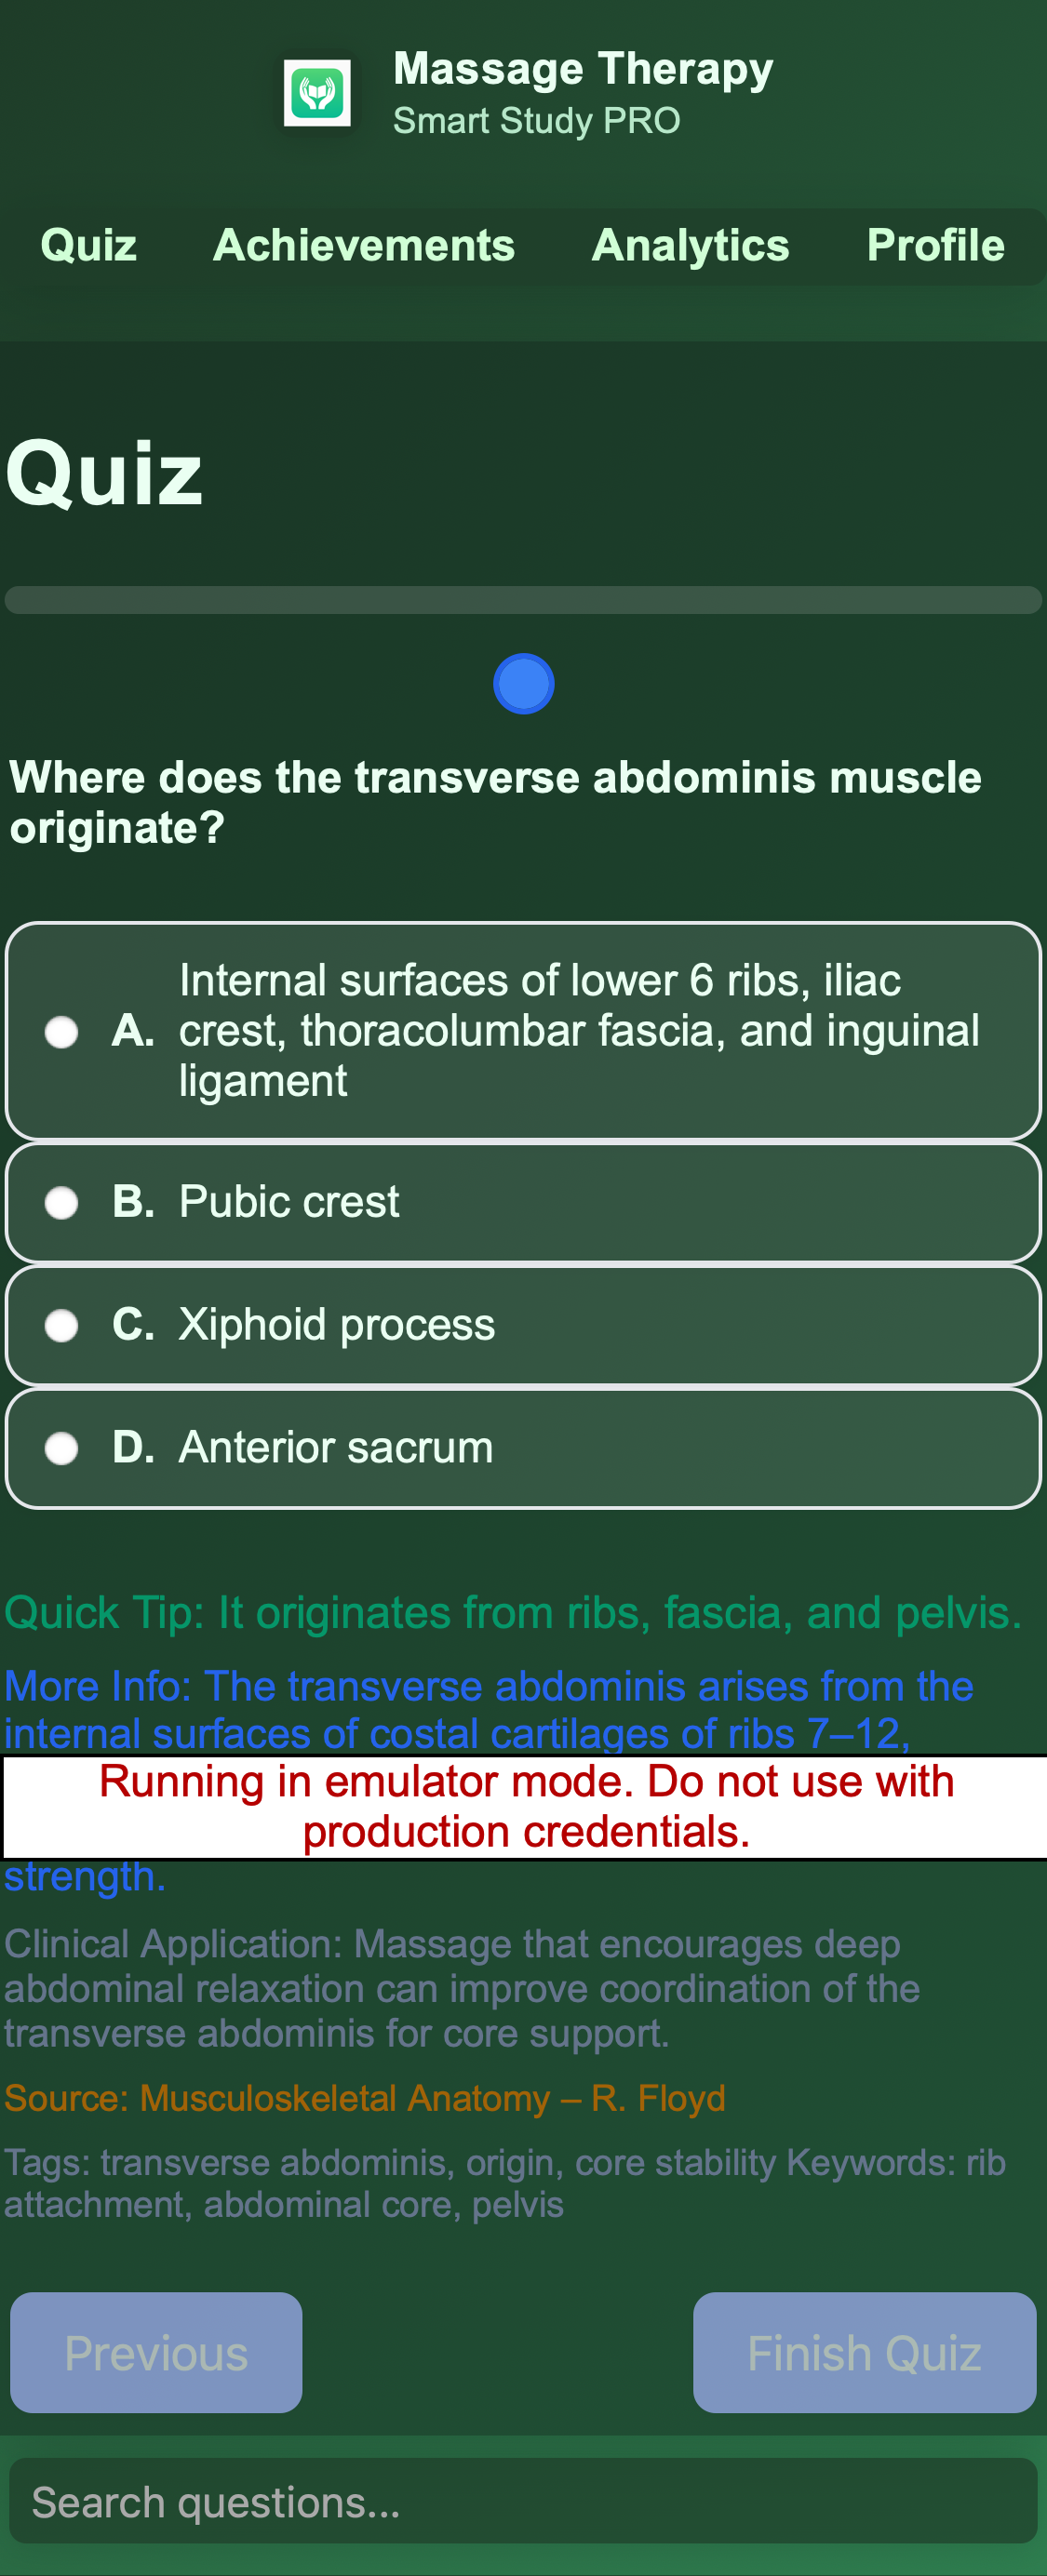 Massage Therapy
Smart Study PRO
Quiz Achievements Analytics Profile
Quiz
Where does the transverse abdominis muscle
originate?
A. Internal surfaces of lower 6 ribs, iliac
crest, thoracolumbar fascia, and inguinal
ligament
B. Pubic crest
C. Xiphoid process
D. Anterior sacrum
Quick Tip: It originates from ribs, fascia, and pelvis.
More Info: The transverse abdominis arises from the
internal surfaces of costal cartilages of ribs 7–12,
Running in emulator mode. Do not use with
production credentials.
strength.
Clinical Application: Massage that encourages deep
abdominal relaxation can improve coordination of the
transverse abdominis for core support.
Source: Musculoskeletal Anatomy – R. Floyd
Tags: transverse abdominis, origin, core stability Keywords: rib
attachment, abdominal core, pelvis
Previous Finish Quiz
Search questions...